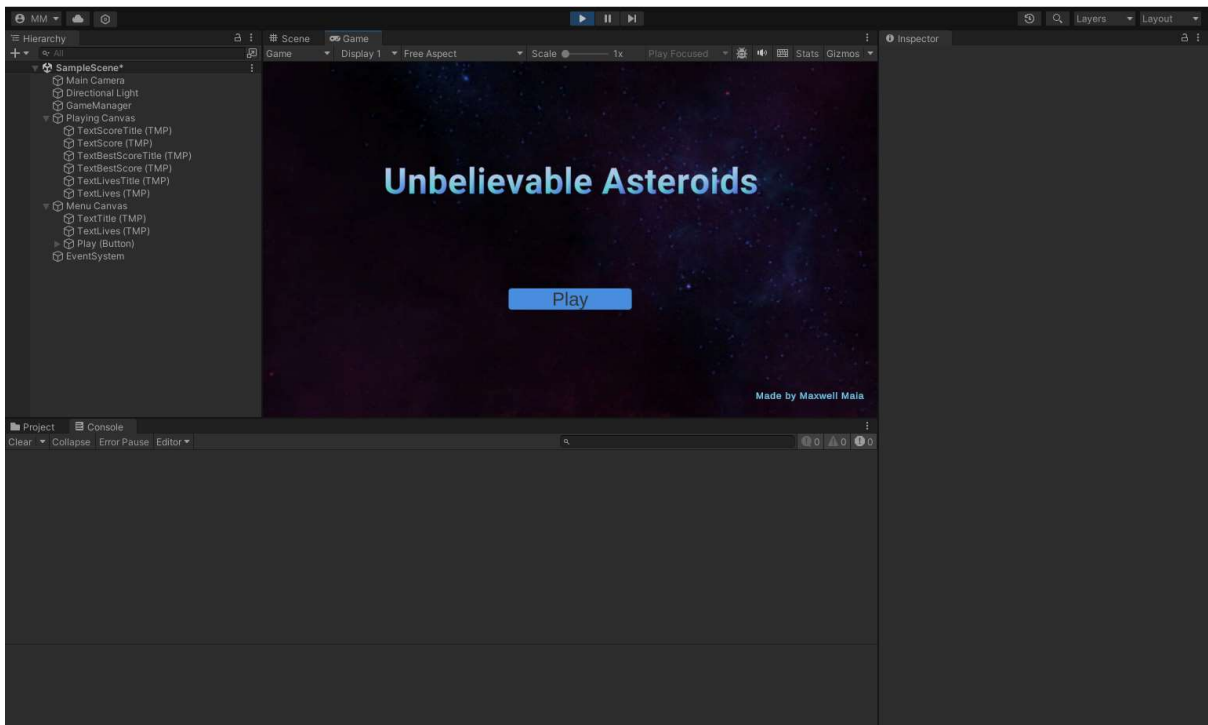 MM
Layers
Layout
Hierarchy
Scene
Game
Inspector
All
Game
Display 1
Free Aspect
Scale
1x
Play Focused
Stats
Gizmos
SampleScene*
Main Camera
Directional Light
GameManager
Playing Canvas
TextScoreTitle (TMP)
TextScore (TMP)
TextBestScoreTitle (TMP)
TextBestScore (TMP)
TextLivesTitle (TMP)
TextLives (TMP)
Menu Canvas
TextTitle (TMP)
TextLives (TMP)
Play (Button)
EventSystem
Unbelievable Asteroids
Play
Made by Maxwell Maia
Project
Console
Clear
Collapse
Error Pause
Editor
0
0
0